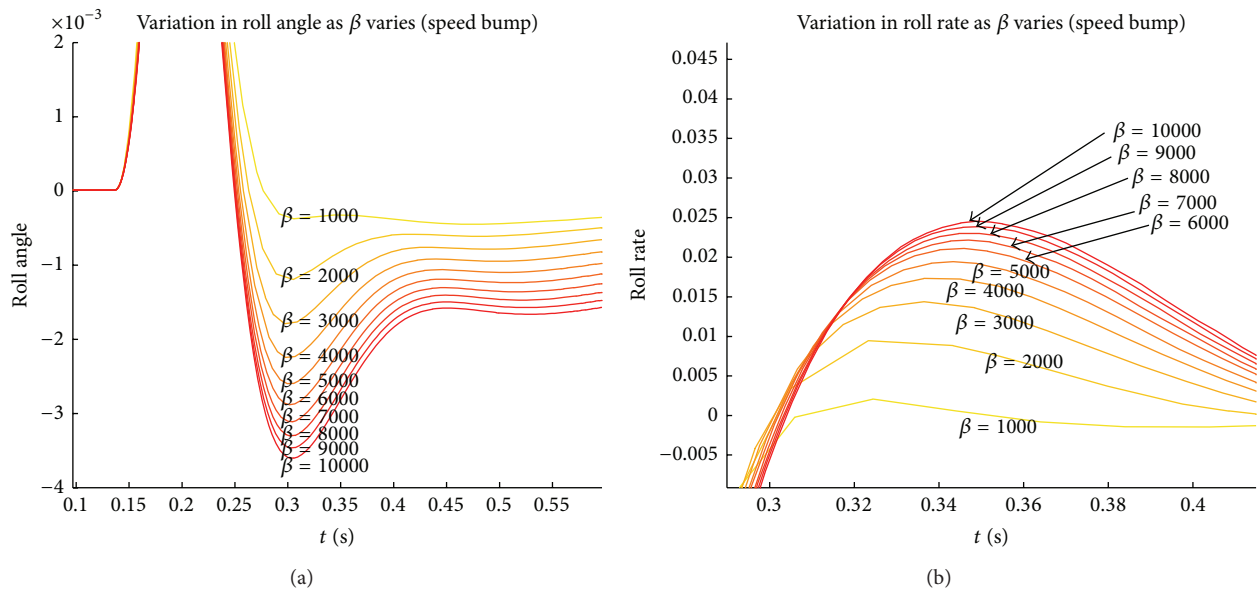 Variation in roll angle as β varies (speed bump)
×10⁻³
2
1
0
−1
−2
−3
−4
Roll angle
β = 1000
β = 2000
β = 3000
β = 4000
β = 5000
β = 6000
β = 7000
β = 8000
β = 9000
β = 10000
0.1 0.15 0.2 0.25 0.3 0.35 0.4 0.45 0.5 0.55
t (s)
(a)
Variation in roll rate as β varies (speed bump)
0.045
0.04
0.035
0.03
0.025
0.02
0.015
0.01
0.005
0
−0.005
Roll rate
β = 10000
β = 9000
β = 8000
β = 7000
β = 6000
β = 5000
β = 4000
β = 3000
β = 2000
β = 1000
0.3 0.32 0.34 0.36 0.38 0.4
t (s)
(b)